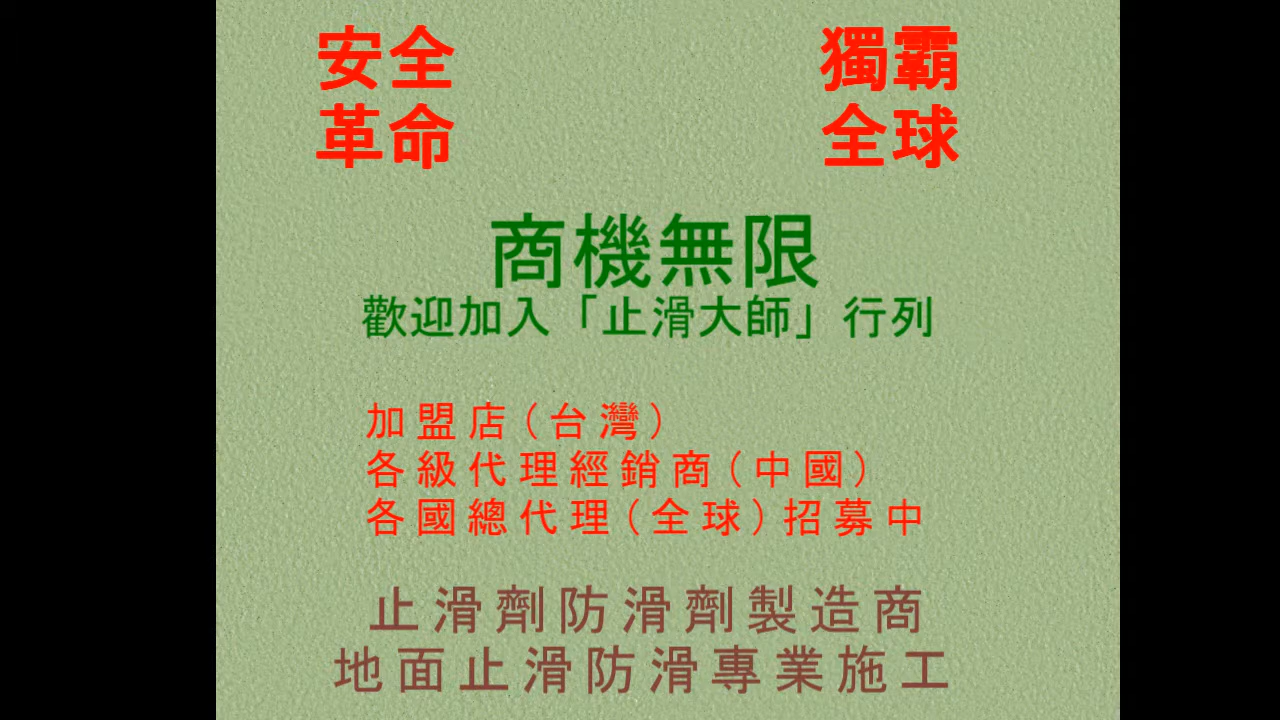 安全 獨霸
革命 全球
商機無限
歡迎加入「止滑大師」行列
加盟店(台灣)
各級代理經銷商(中國)
各國總代理(全球)招募中
止滑劑防滑劑製造商
地面止滑防滑專業施工